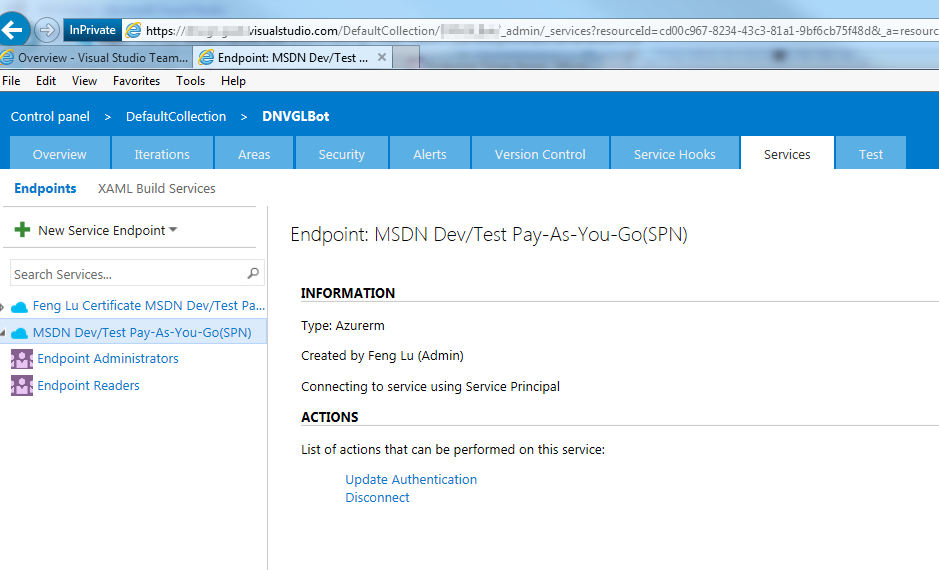 InPrivate https:// visualstudio.com/DefaultCollection/ _admin/_services?resourceId=cd00c967-8234-43c3-81a1-9bf6cb75f48d&_a=resourc
Overview - Visual Studio Team... Endpoint: MSDN Dev/Test ...
File Edit View Favorites Tools Help
Control panel > DefaultCollection > DNVGLBot
Overview Iterations Areas Security Alerts Version Control Service Hooks Services Test
Endpoints XAML Build Services
New Service Endpoint
Endpoint: MSDN Dev/Test Pay-As-You-Go(SPN)
Search Services...
INFORMATION
Feng Lu Certificate MSDN Dev/Test Pa...
Type: Azurerm
MSDN Dev/Test Pay-As-You-Go(SPN)
Endpoint Administrators
Created by Feng Lu (Admin)
Endpoint Readers
Connecting to service using Service Principal
ACTIONS
List of actions that can be performed on this service:
Update Authentication
Disconnect